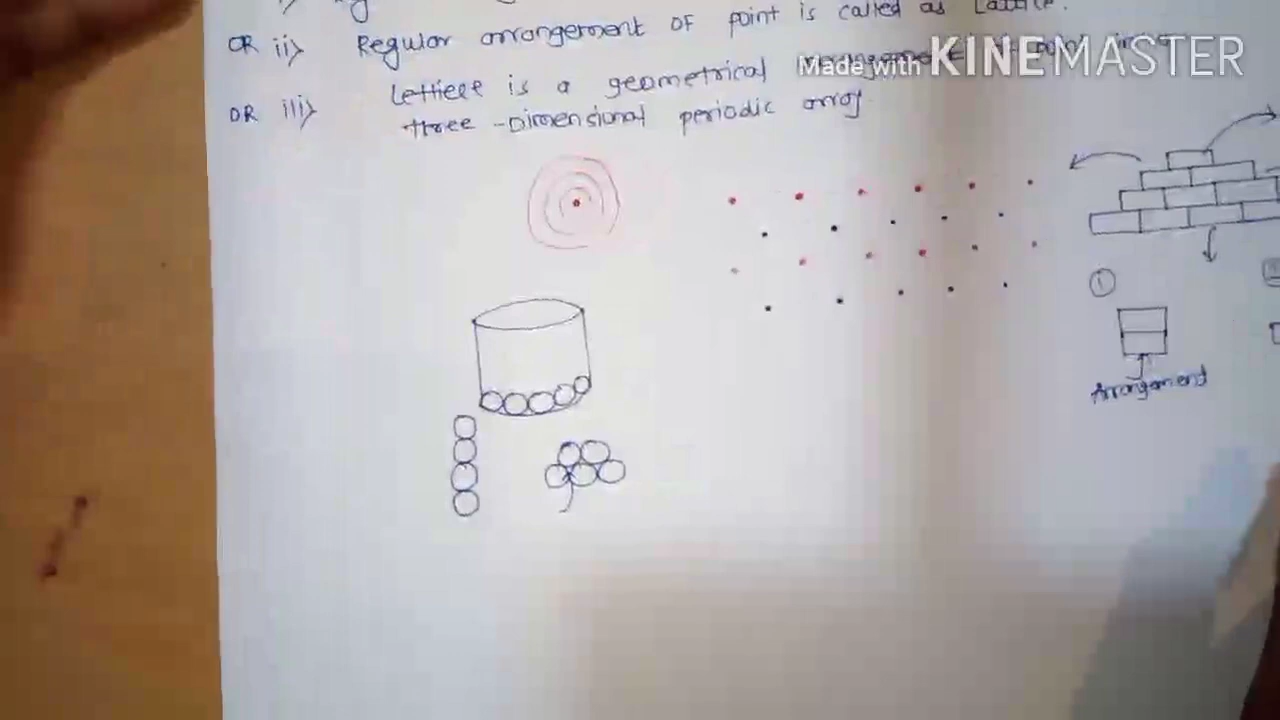 OR ii> Regular arrangement OF point is called as Lattice.
Made with KINEMASTER
OR iii> Lettiece is a geometrical
three-Dimensional periodic array
1
Arrangement